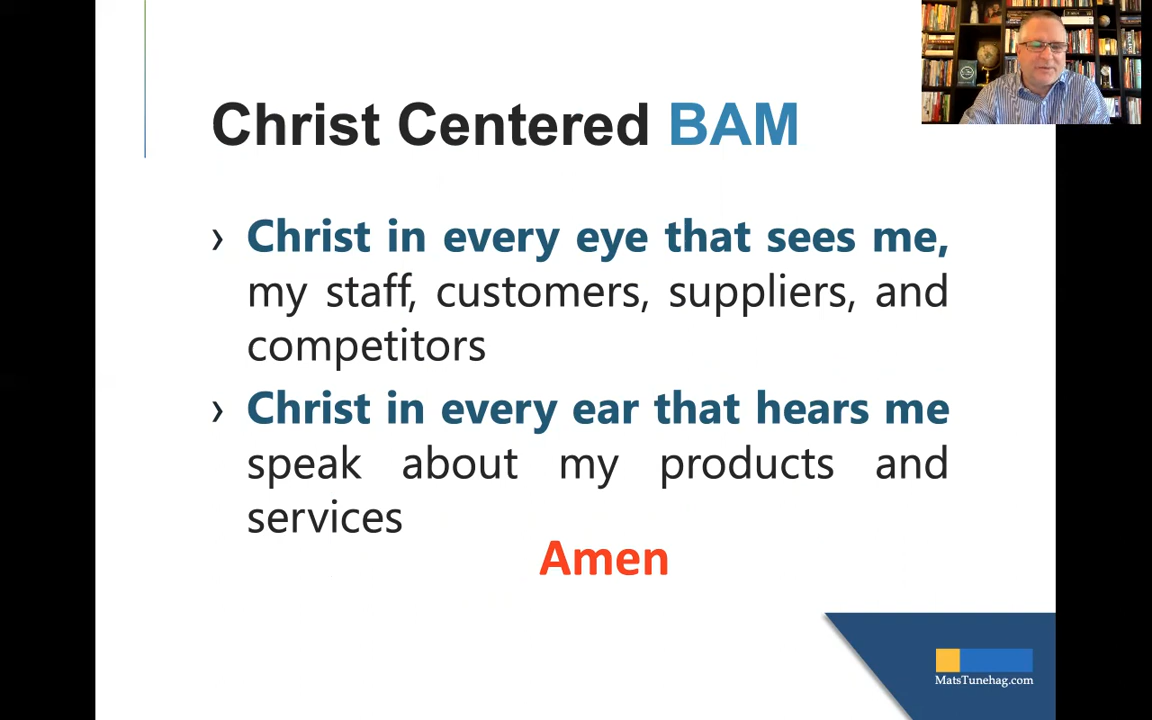 Christ Centered BAM
› Christ in every eye that sees me,
my staff, customers, suppliers, and
competitors
› Christ in every ear that hears me
speak about my products and
services
Amen
MatsTunehag.com